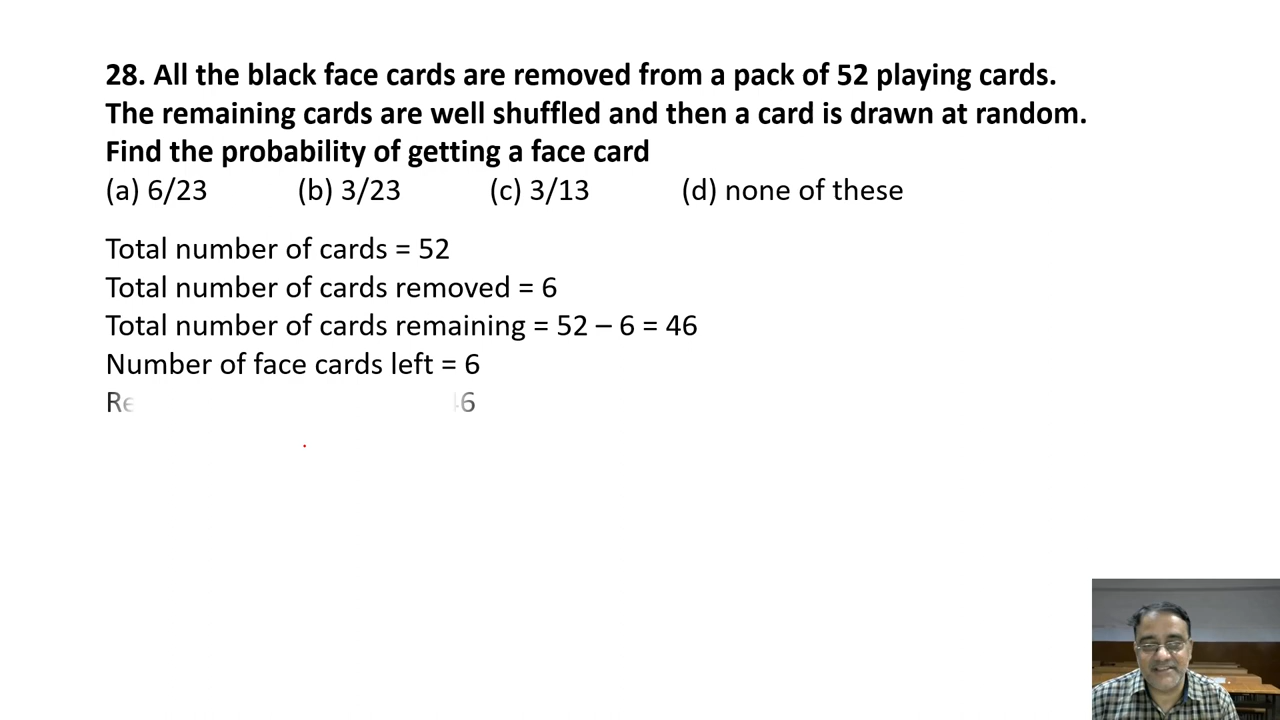 28. All the black face cards are removed from a pack of 52 playing cards.
The remaining cards are well shuffled and then a card is drawn at random.
Find the probability of getting a face card
(a) 6/23 (b) 3/23 (c) 3/13 (d) none of these
Total number of cards = 52
Total number of cards removed = 6
Total number of cards remaining = 52 – 6 = 46
Number of face cards left = 6